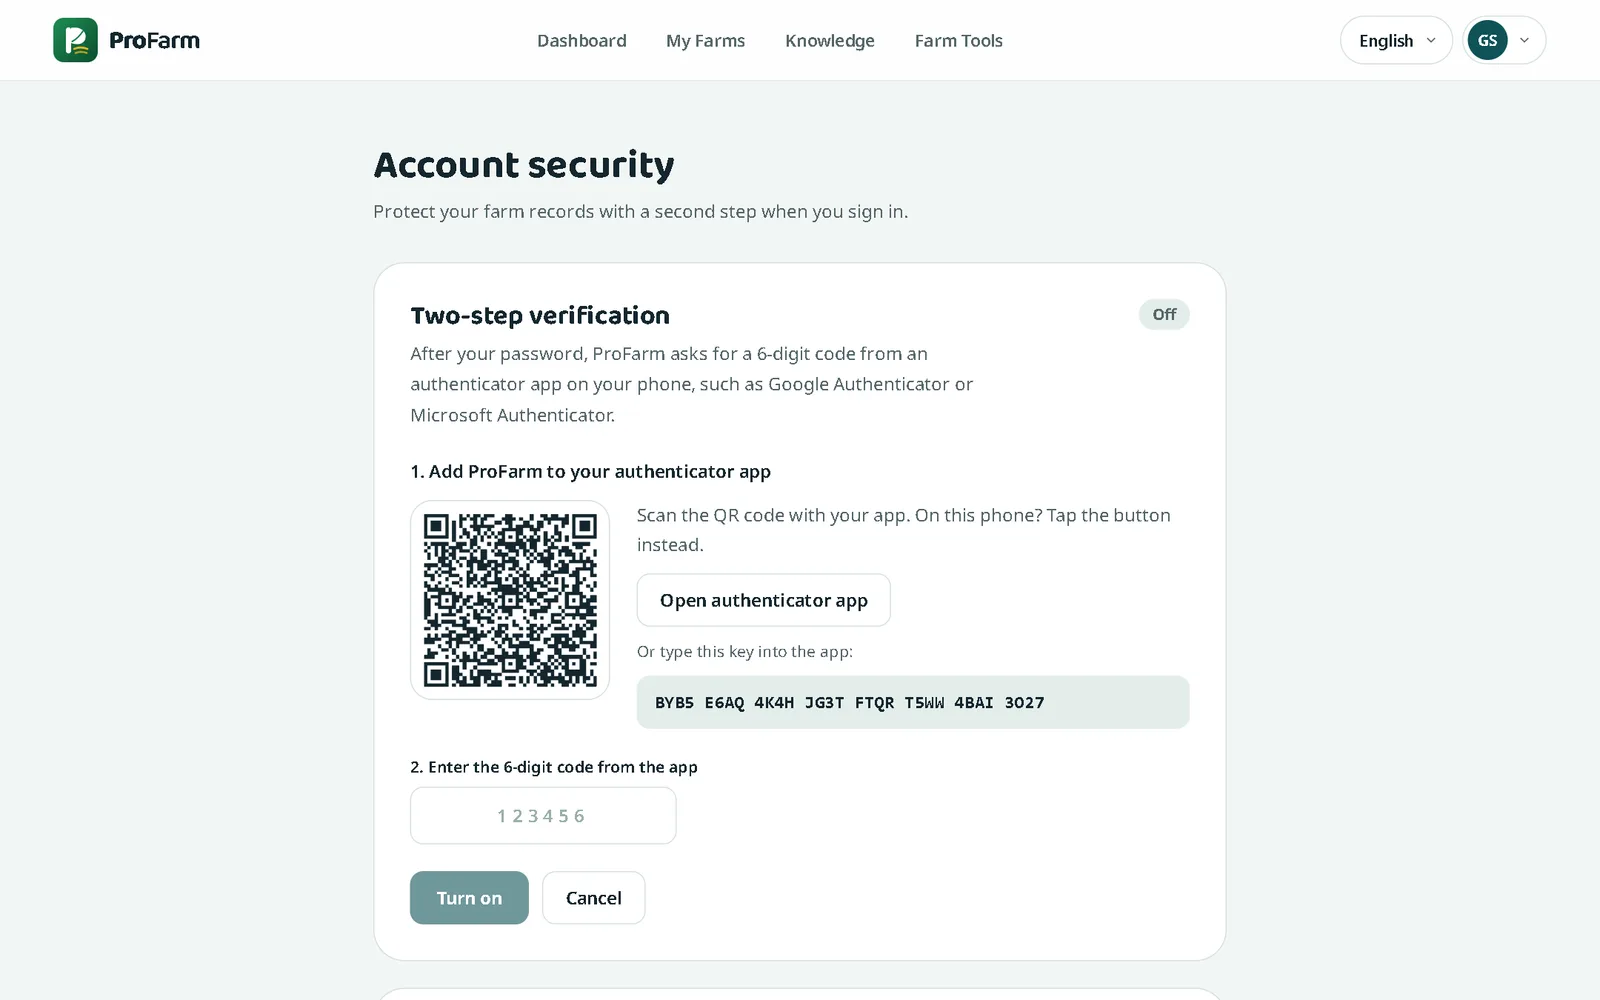 ProFarm
Dashboard
My Farms
Knowledge
Farm Tools
English
GS
Account security
Protect your farm records with a second step when you sign in.
Two-step verification
Off
After your password, ProFarm asks for a 6-digit code from an
authenticator app on your phone, such as Google Authenticator or
Microsoft Authenticator.
1. Add ProFarm to your authenticator app
Scan the QR code with your app. On this phone? Tap the button
instead.
Open authenticator app
Or type this key into the app:
BYB5 E6AQ 4K4H JG3T FTQR T5WW 4BAI 3O27
2. Enter the 6-digit code from the app
123456
Turn on
Cancel